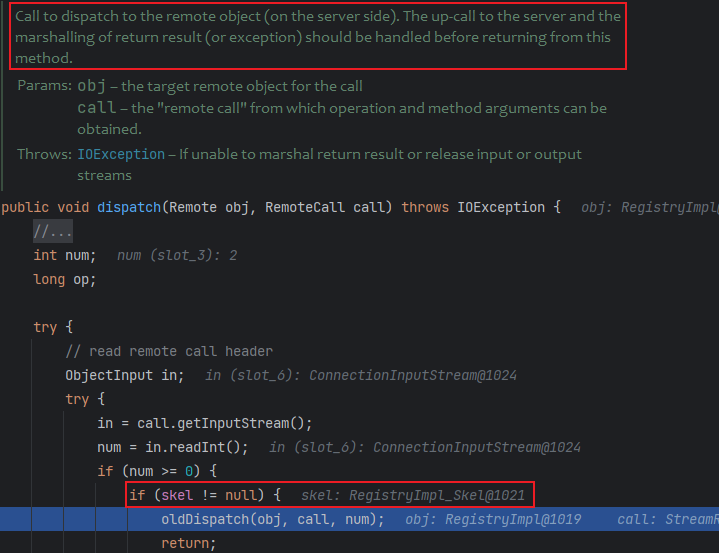 Call to dispatch to the remote object (on the server side). The up-call to the server and the
marshalling of return result (or exception) should be handled before returning from this
method.
Params: obj – the target remote object for the call
call – the "remote call" from which operation and method arguments can be
obtained.
Throws: IOException – If unable to marshal return result or release input or output
streams
public void dispatch(Remote obj, RemoteCall call) throws IOException { obj: RegistryImpl@
//...
int num; num (slot_3): 2
long op;
try {
// read remote call header
ObjectInput in; in (slot_6): ConnectionInputStream@1024
try {
in = call.getInputStream();
num = in.readInt(); in (slot_6): ConnectionInputStream@1024
if (num >= 0) {
if (skel != null) { skel: RegistryImpl_Skel@1021
oldDispatch(obj, call, num); obj: RegistryImpl@1019 call: StreamR
return;